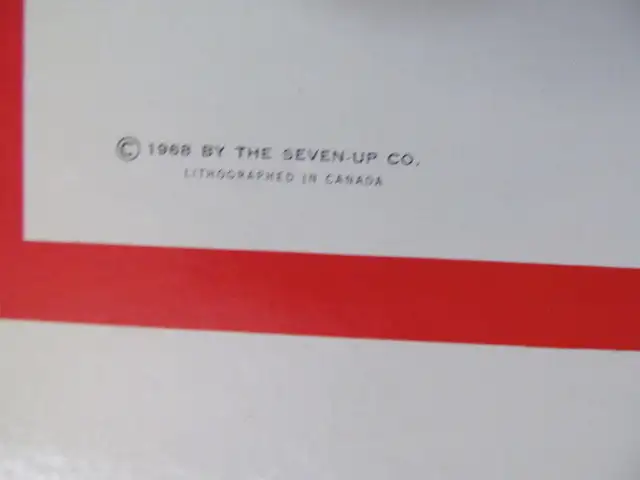 © 1968 BY THE SEVEN-UP CO.
LITHOGRAPHED IN CANADA